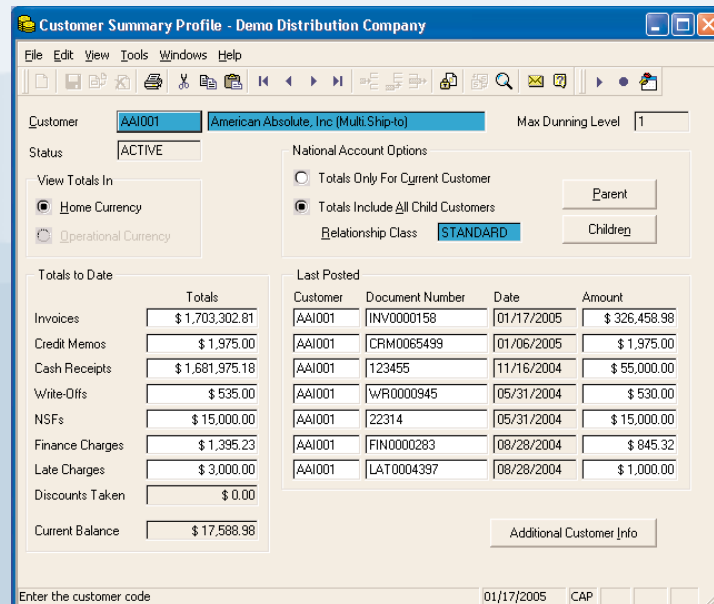 Customer Summary Profile - Demo Distribution Company
File Edit View Tools Windows Help
Customer AAI001 American Absolute, Inc (Multi.Ship-to) Max Dunning Level 1
Status ACTIVE
National Account Options
View Totals In
Totals Only For Current Customer
Parent
Home Currency
Totals Include All Child Customers
Operational Currency
Relationship Class STANDARD
Children
Totals to Date
Last Posted
Totals Customer Document Number Date Amount
Invoices $ 1,703,302.81 AAI001 INV0000158 01/17/2005 $ 326,458.98
Credit Memos $ 1,975.00 AAI001 CRM0065499 01/06/2005 $ 1,975.00
Cash Receipts $ 1,681,975.18 AAI001 123455 11/16/2004 $ 55,000.00
Write-Offs $ 535.00 AAI001 WR0000945 05/31/2004 $ 530.00
NSFs $ 15,000.00 AAI001 22314 05/31/2004 $ 15,000.00
Finance Charges $ 1,395.23 AAI001 FIN0000283 08/28/2004 $ 845.32
Late Charges $ 3,000.00 AAI001 LAT0004397 08/28/2004 $ 1,000.00
Discounts Taken $ 0.00
Current Balance $ 17,588.98
Additional Customer Info
Enter the customer code 01/17/2005 CAP